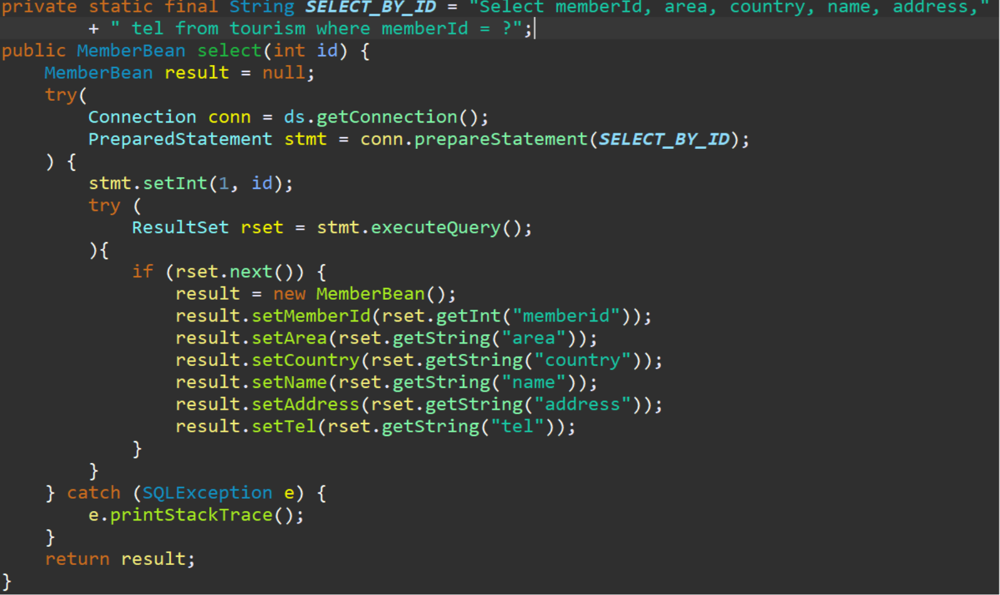 private static final String SELECT_BY_ID = "Select memberId, area, country, name, address,"
        + " tel from tourism where memberId = ?";
public MemberBean select(int id) {
    MemberBean result = null;
    try(
        Connection conn = ds.getConnection();
        PreparedStatement stmt = conn.prepareStatement(SELECT_BY_ID);
    ) {
        stmt.setInt(1, id);
        try (
            ResultSet rset = stmt.executeQuery();
        ){
            if (rset.next()) {
                result = new MemberBean();
                result.setMemberId(rset.getInt("memberid"));
                result.setArea(rset.getString("area"));
                result.setCountry(rset.getString("country"));
                result.setName(rset.getString("name"));
                result.setAddress(rset.getString("address"));
                result.setTel(rset.getString("tel"));
            }
        }
    } catch (SQLException e) {
        e.printStackTrace();
    }
    return result;
}